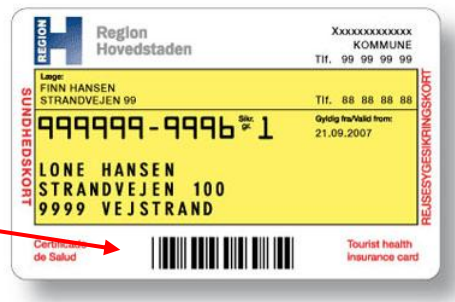 REGION
Region
Hovedstaden
Xxxxxxxxxxxxx
KOMMUNE
Tlf. 99 99 99 99
Læge:
FINN HANSEN
STRANDVEJEN 99
Tlf. 88 88 88 88
999999-9996 Sikr. gr. 1
Gyldig fra/Valid from:
21.09.2007
LONE HANSEN
STRANDVEJEN 100
9999 VEJSTRAND
SUNDHEDSKORT
REJSESYGESIKRINGSKORT
Certificado
de Salud
Tourist health
insurance card